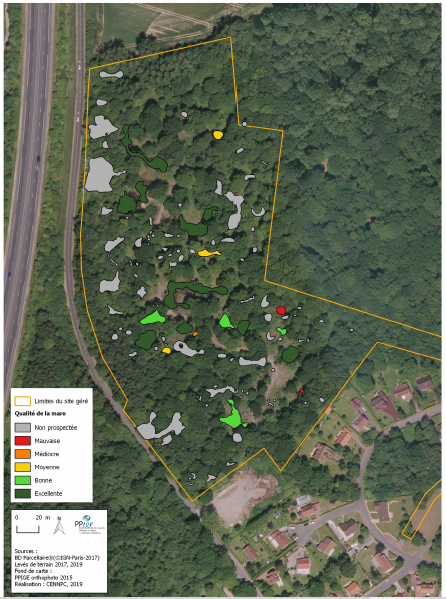 Limites du site géré
Qualité de la mare
Non prospectée
Mauvaise
Médiocre
Moyenne
Bonne
Excellente
0 20 m
PPIge
Sources :
BD Parcellaire(©IGN-Paris-2017)
Levés de terrain 2017, 2019
Fond de carte :
PPIGE orthophoto 2015
Réalisation : CENNPC, 2019